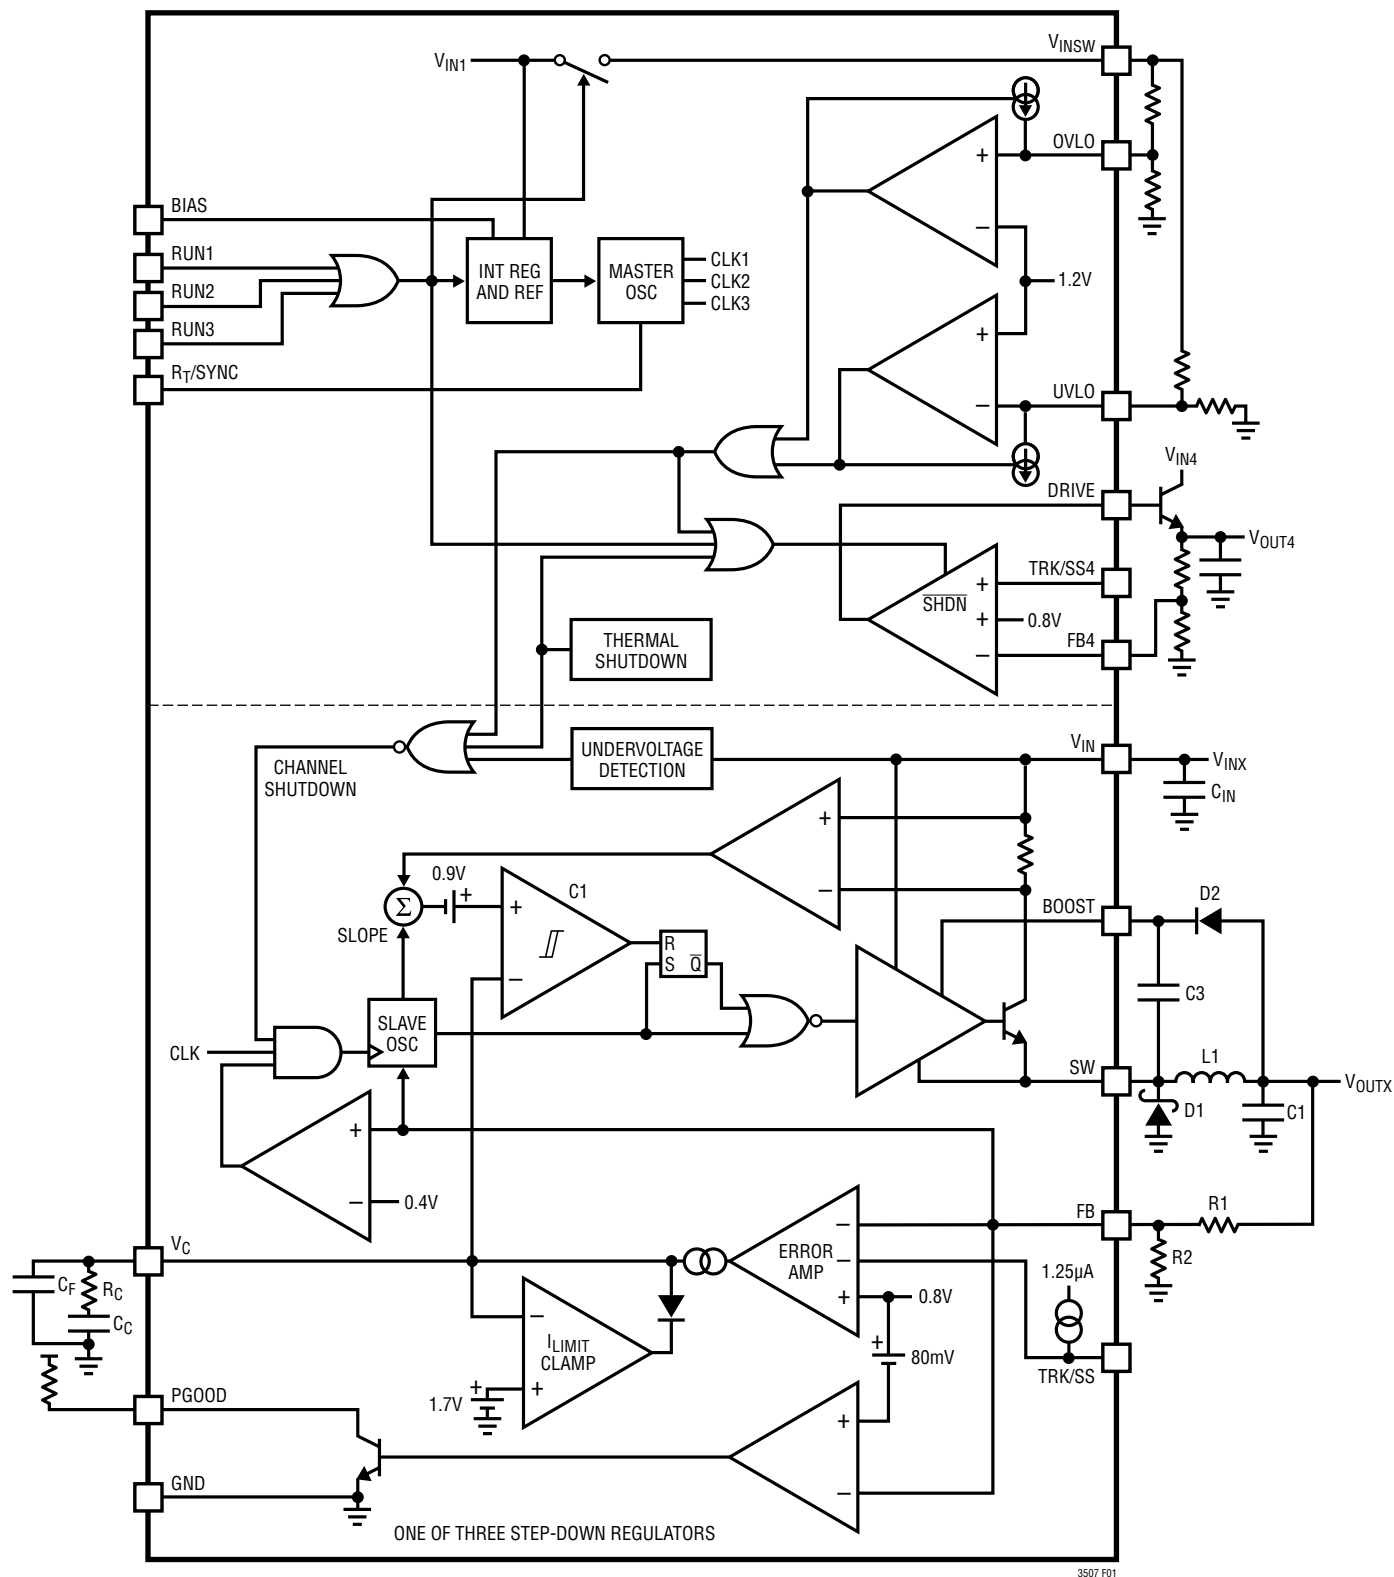 VINSW
VIN1
OVLO
+
−
BIAS
RUN1
INT REG
AND REF
MASTER
OSC
CLK1
CLK2
CLK3
1.2V
RUN2
RUN3
+
RT/SYNC
UVLO
−
VIN4
DRIVE
VOUT4
TRK/SS4
+
SHDN
+
0.8V
THERMAL
SHUTDOWN
FB4
−
VIN
VINX
UNDERVOLTAGE
DETECTION
CHANNEL
SHUTDOWN
CIN
+
0.9V
+
C1
−
D2
Σ
+
BOOST
SLOPE
R
S
Q
−
C3
SLAVE
OSC
CLK
L1
SW
VOUTX
D1
C1
+
−
0.4V
R1
FB
−
VC
ERROR
AMP
−
R2
1.25µA
CF
RC
+
0.8V
CC
−
+
ILIMIT
CLAMP
80mV
TRK/SS
PGOOD
+
1.7V
+
+
GND
−
ONE OF THREE STEP-DOWN REGULATORS
3507 F01